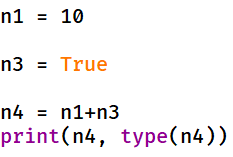 n1 = 10
n3 = True
n4 = n1+n3
print(n4, type(n4))